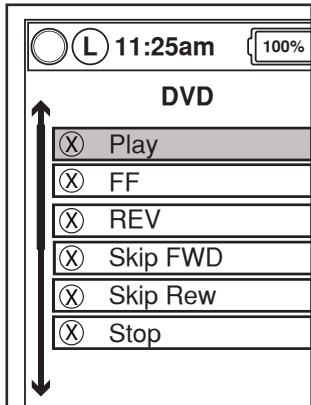 L 11:25am 100%
DVD
X Play
X FF
X REV
X Skip FWD
X Skip Rew
X Stop